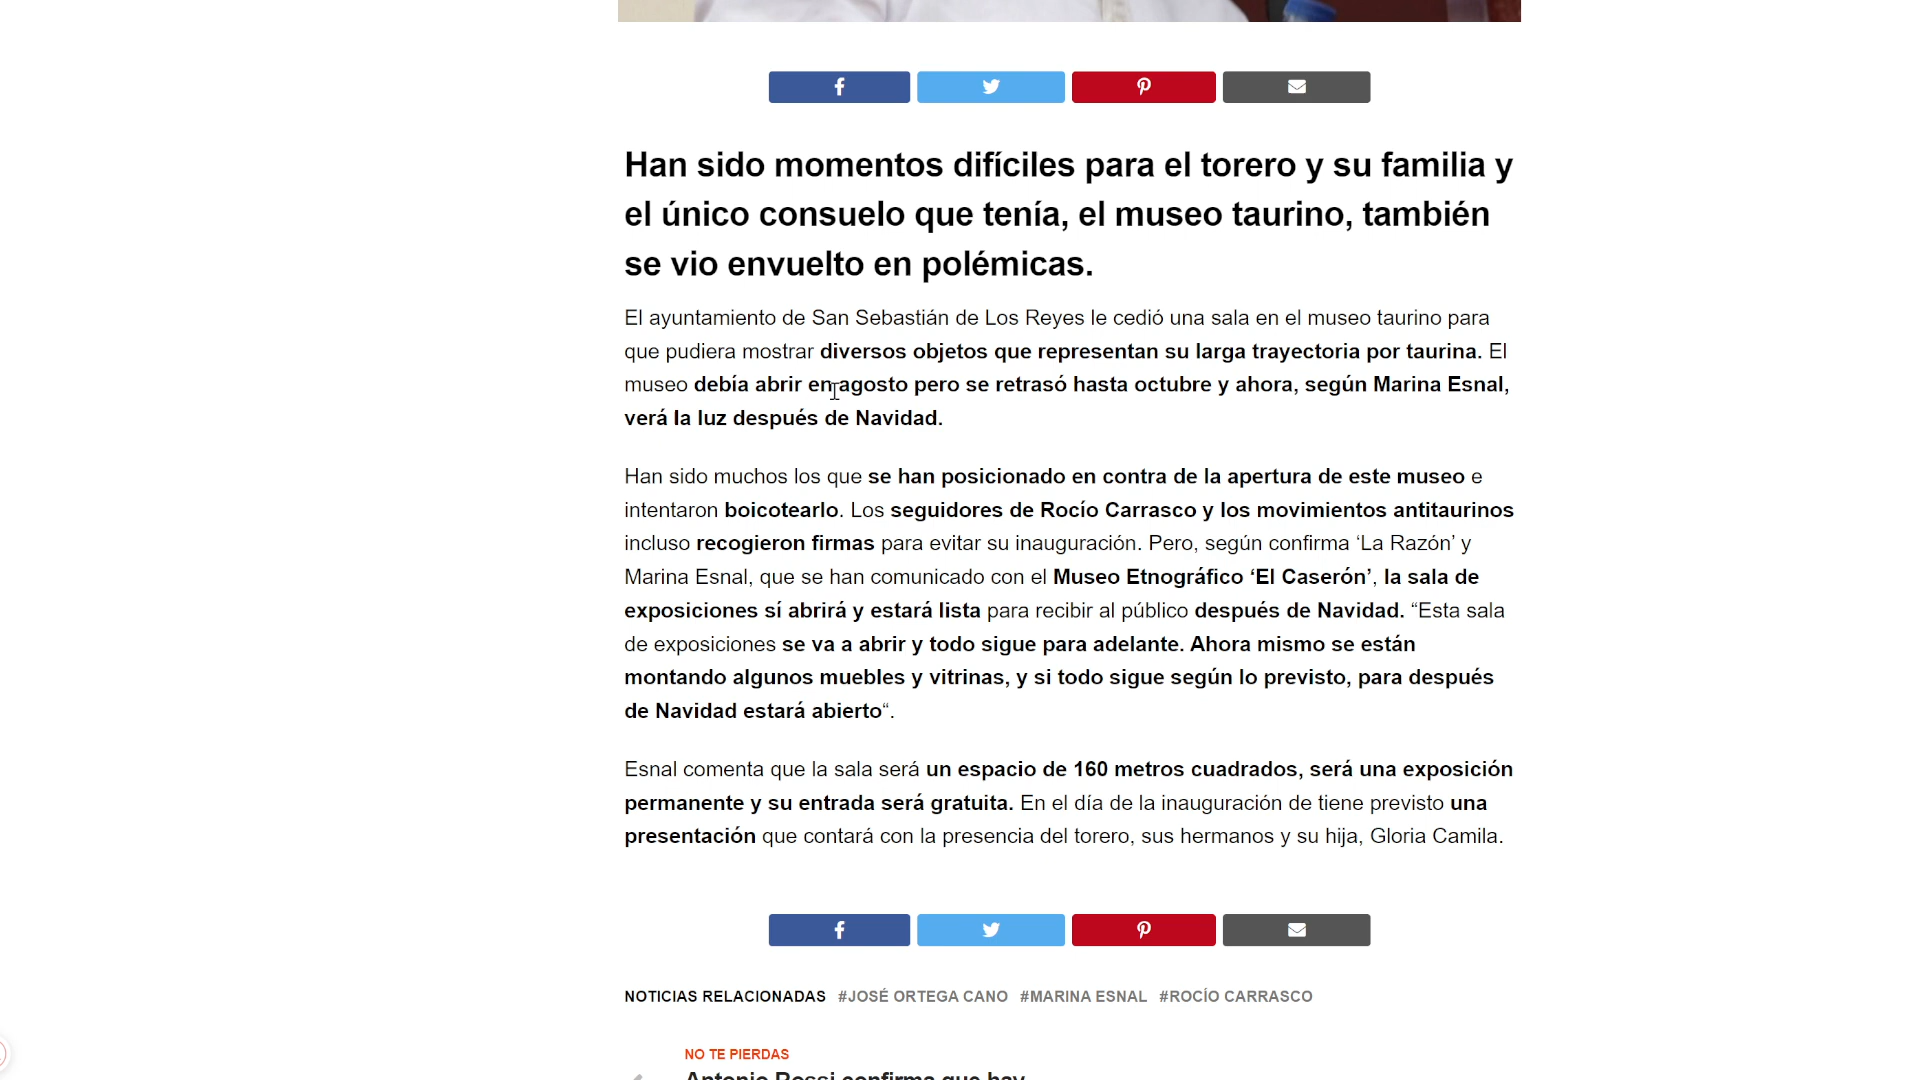 Han sido momentos difíciles para el torero y su familia y
el único consuelo que tenía, el museo taurino, también
se vio envuelto en polémicas.
El ayuntamiento de San Sebastián de Los Reyes le cedió una sala en el museo taurino para
que pudiera mostrar diversos objetos que representan su larga trayectoria por taurina. El
museo debía abrir en agosto pero se retrasó hasta octubre y ahora, según Marina Esnal,
verá la luz después de Navidad.
Han sido muchos los que se han posicionado en contra de la apertura de este museo e
intentaron boicotearlo. Los seguidores de Rocío Carrasco y los movimientos antitaurinos
incluso recogieron firmas para evitar su inauguración. Pero, según confirma ‘La Razón’ y
Marina Esnal, que se han comunicado con el Museo Etnográfico ‘El Caserón’, la sala de
exposiciones sí abrirá y estará lista para recibir al público después de Navidad. “Esta sala
de exposiciones se va a abrir y todo sigue para adelante. Ahora mismo se están
montando algunos muebles y vitrinas, y si todo sigue según lo previsto, para después
de Navidad estará abierto“.
Esnal comenta que la sala será un espacio de 160 metros cuadrados, será una exposición
permanente y su entrada será gratuita. En el día de la inauguración de tiene previsto una
presentación que contará con la presencia del torero, sus hermanos y su hija, Gloria Camila.
NOTICIAS RELACIONADAS #JOSÉ ORTEGA CANO #MARINA ESNAL #ROCÍO CARRASCO
NO TE PIERDAS
Antonio Rossi confirma que hay